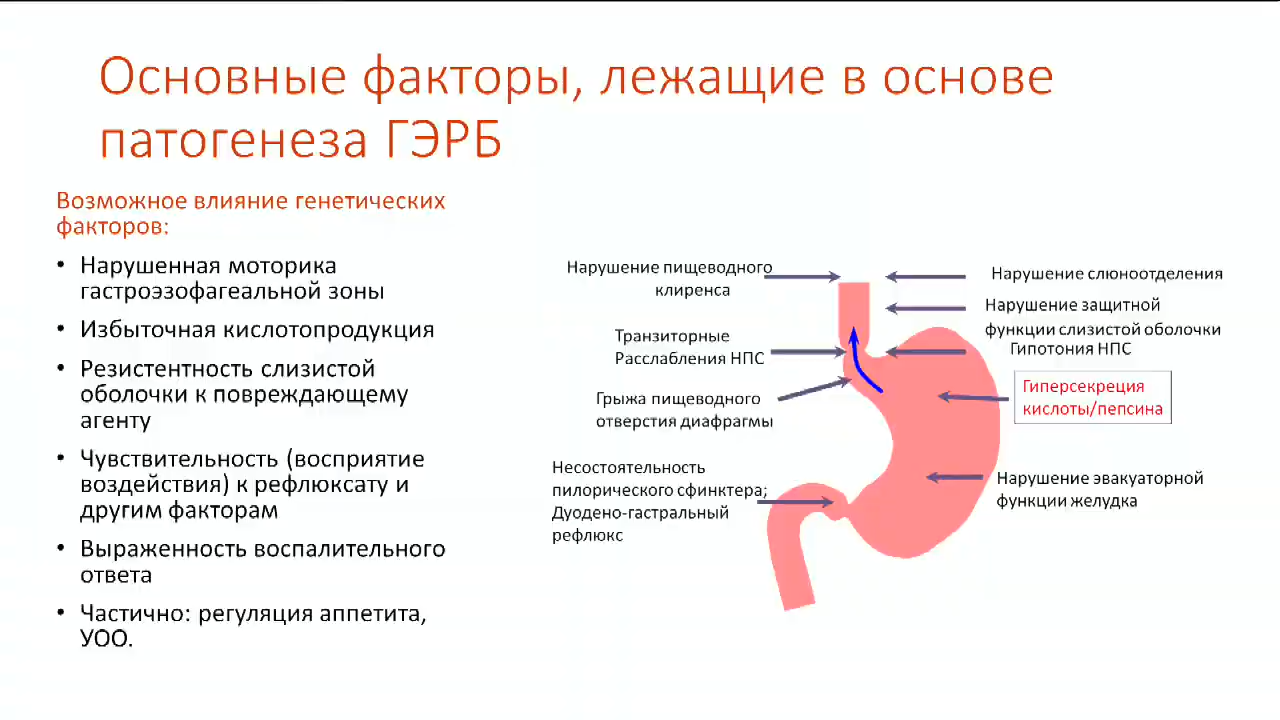 Основные факторы, лежащие в основе
патогенеза ГЭРБ
Возможное влияние генетических
факторов:
• Нарушенная моторика
гастроэзофагеальной зоны
• Избыточная кислотопродукция
• Резистентность слизистой
оболочки к повреждающему
агенту
• Чувствительность (восприятие
воздействия) к рефлюксату и
другим факторам
• Выраженность воспалительного
ответа
• Частично: регуляция аппетита,
УОО.
Нарушение пищеводного
клиренса
Транзиторные
Расслабления НПС
Грыжа пищеводного
отверстия диафрагмы
Несостоятельность
пилорического сфинктера;
Дуодено-гастральный
рефлюкс
Нарушение слюноотделения
Нарушение защитной
функции слизистой оболочки
Гипотония НПС
Гиперсекреция
кислоты/пепсина
Нарушение эвакуаторной
функции желудка